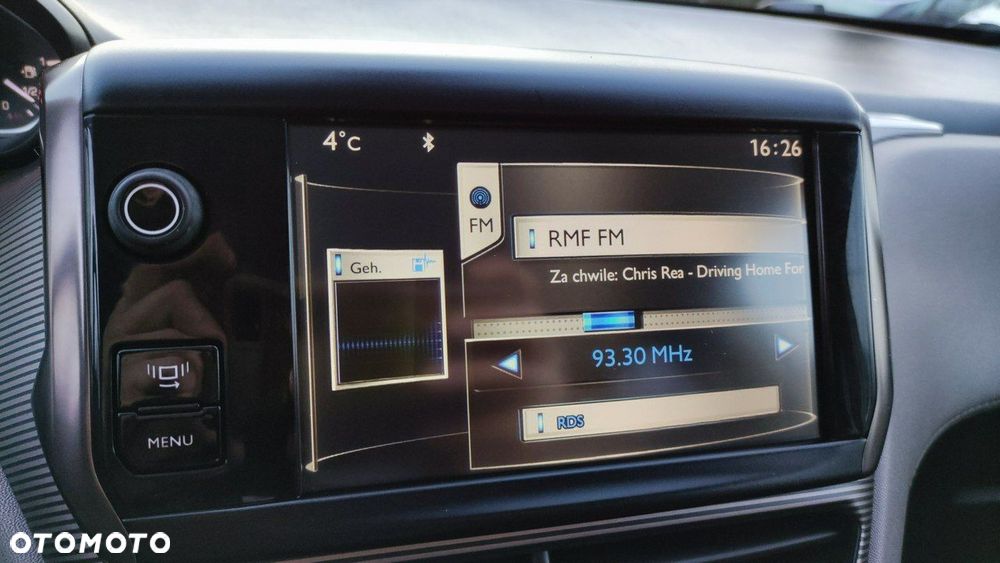 4°C
16:26
FM
RMF FM
Geh.
Za chwile: Chris Rea - Driving Home For
93.30 MHz
MENU
RDS
OTOMOTO